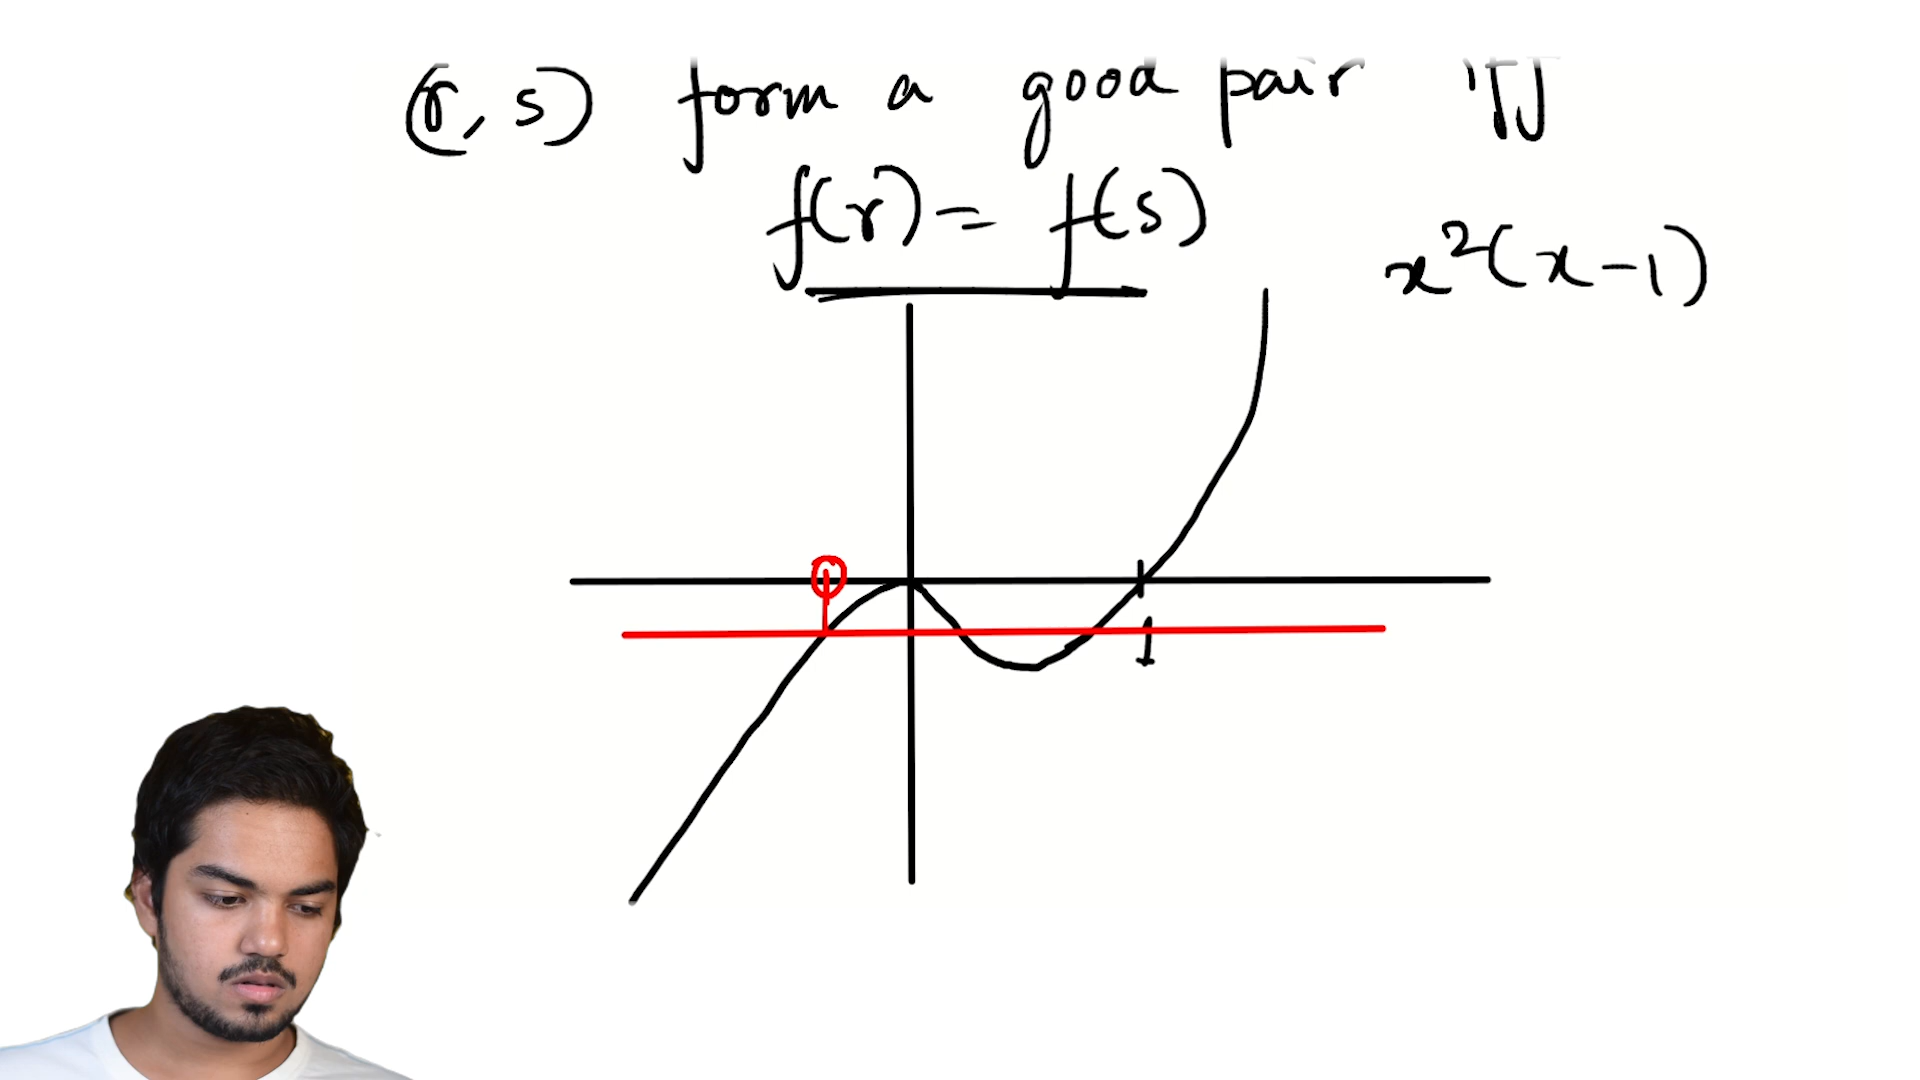 (r, s) form a good pair iff
f(r) = f(s)
x²(x-1)
1